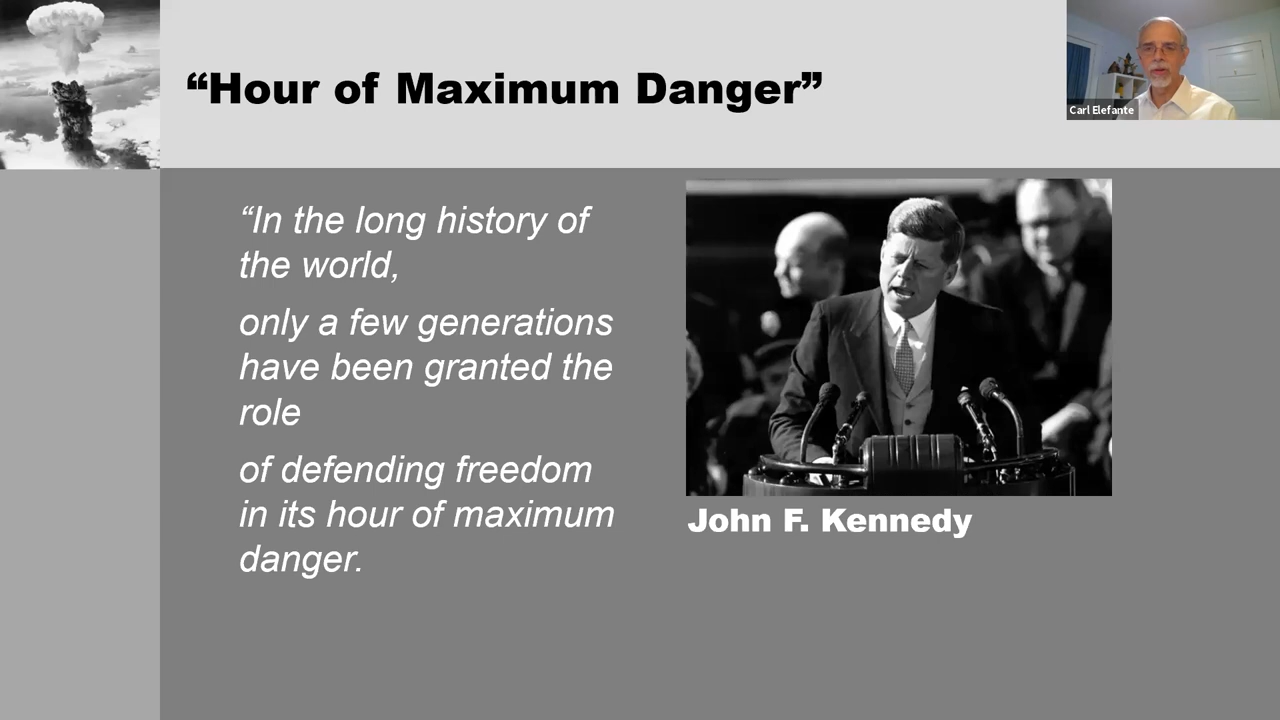 “Hour of Maximum Danger”
Carl Elefante
“In the long history of
the world,
only a few generations
have been granted the
role
of defending freedom
in its hour of maximum
danger.
John F. Kennedy